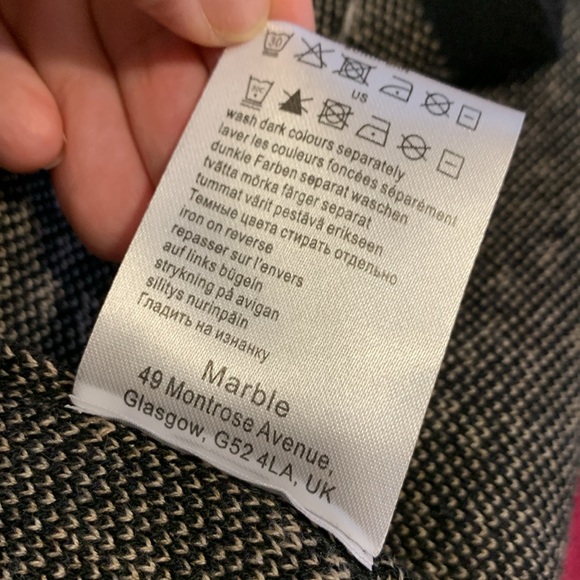 30
US
30C
wash dark colours separately
laver les couleurs foncées séparément
dunkle Farben separat waschen
tvätta mörka färger separat
tummat värit pestävä erikseen
Темные цвета стирать отдельно
iron on reverse
repasser sur l'envers
auf links bügeln
strykning på avigan
silitys nurinpäin
Гладить на изнанку
Marble
49 Montrose Avenue,
Glasgow, G52 4LA, UK